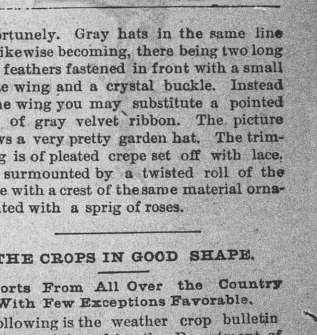 ortunely. Gray hats in the same line
ikewise becoming, there being two long
feathers fastened in front with a small
e wing and a crystal buckle. Instead
e wing you may substitute a pointed
of gray velvet ribbon. The picture
ws a very pretty garden hat. The trim-
g is of pleated crepe set off with lace,
surmounted by a twisted roll of the
e with a crest of the same material orna-
ted with a sprig of roses.
THE CROPS IN GOOD SHAPE.
orts From All Over the Country
With Few Exceptions Favorable.
ollowing is the weather crop bulletin